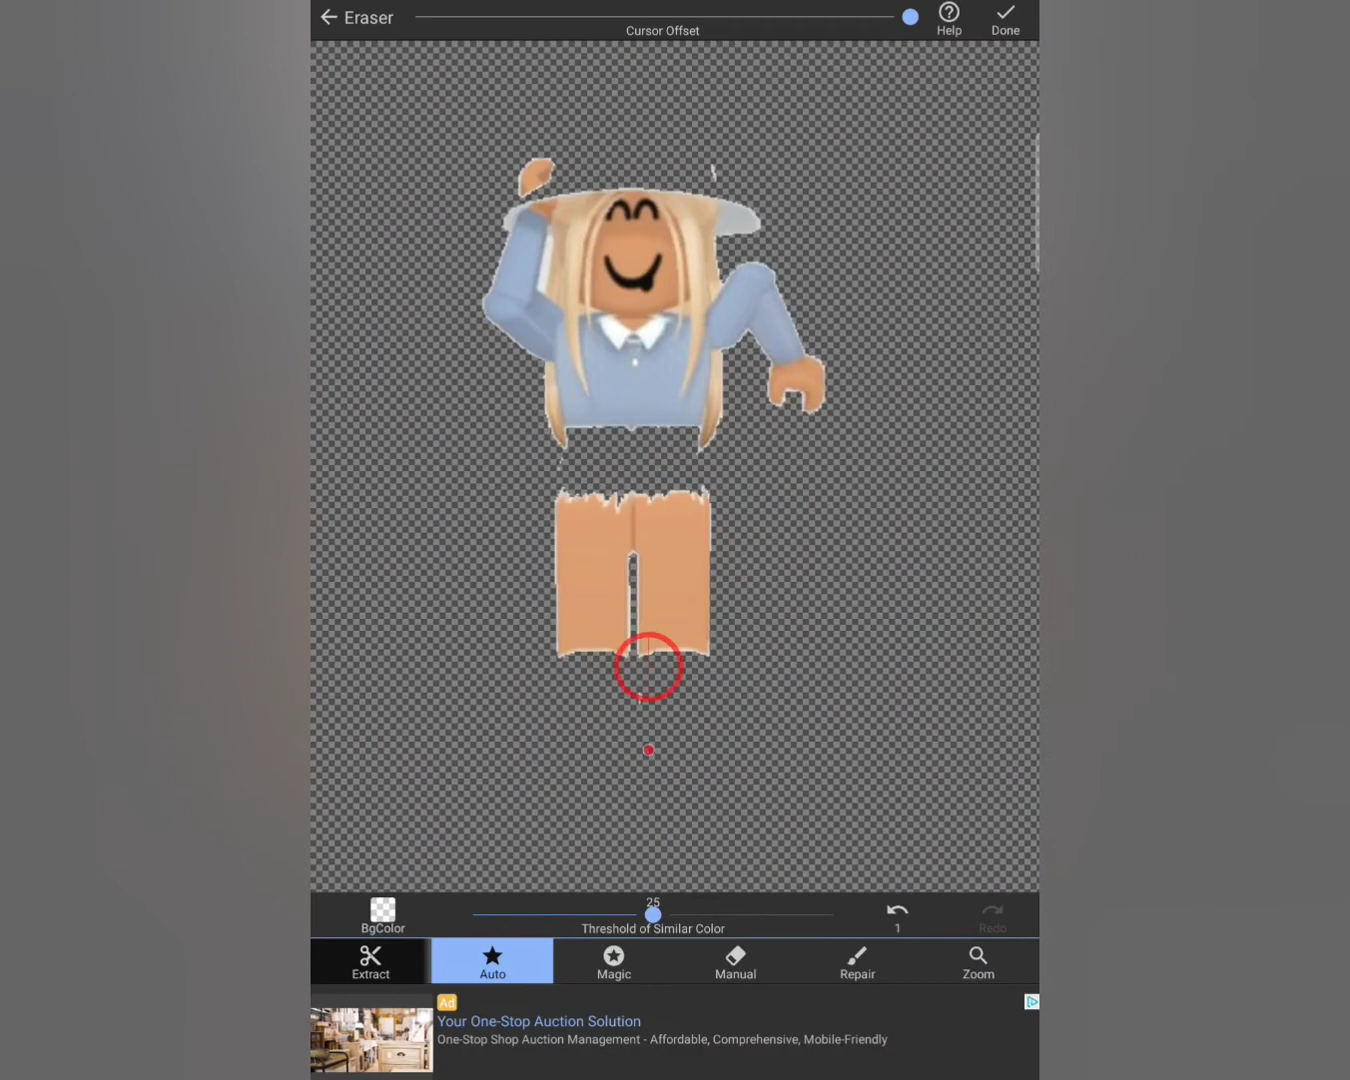 Eraser
Cursor Offset
Help
Done
25
BgColor
Threshold of Similar Color
1
Redo
Extract
Auto
Magic
Manual
Repair
Zoom
Ad
Your One-Stop Auction Solution
One-Stop Shop Auction Management - Affordable, Comprehensive, Mobile-Friendly